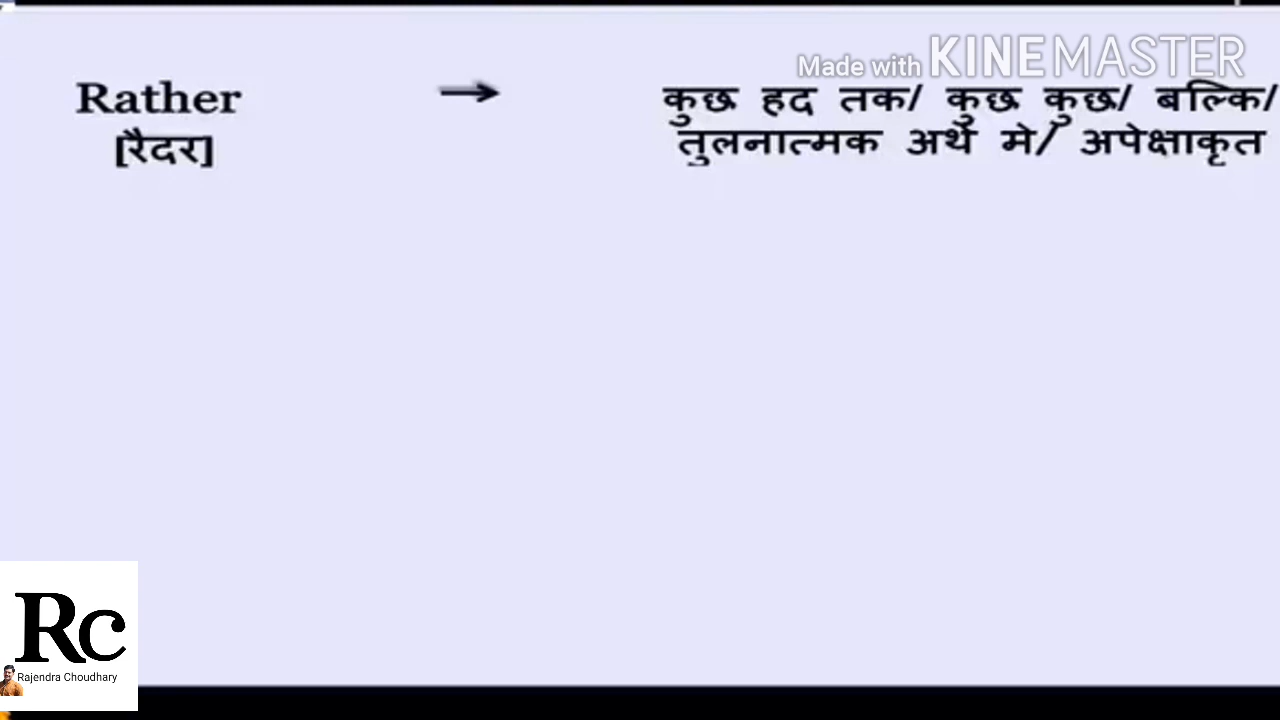 Made with KINEMASTER
Rather → कुछ हद तक/ कुछ कुछ/ बल्कि/
[रैदर] तुलनात्मक अर्थ मे/ अपेक्षाकृत
Rc
Rajendra Choudhary